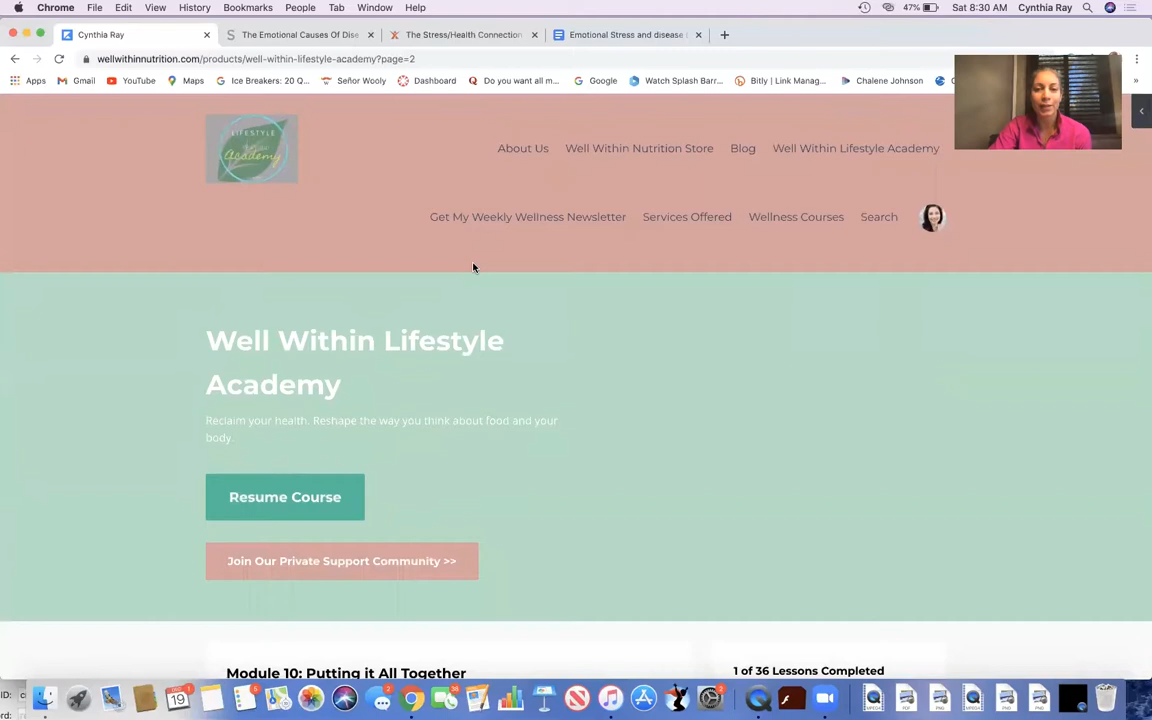 Chrome File Edit View History Bookmarks People Tab Window Help 47% Sat 8:30 AM Cynthia Ray
Cynthia Ray The Emotional Causes Of Dise The Stress/Health Connection Emotional Stress and disease
wellwithinnutrition.com/products/well-within-lifestyle-academy?page=2
Apps Gmail YouTube Maps Ice Breakers: 20 Q... Señor Wooly Dashboard Do you want all m... Google Watch Splash Barr... Bitly | Link Manag... Chalene Johnson
LIFESTYLE
Academy
About Us Well Within Nutrition Store Blog Well Within Lifestyle Academy
Get My Weekly Wellness Newsletter Services Offered Wellness Courses Search
Well Within Lifestyle
Academy
Reclaim your health. Reshape the way you think about food and your
body.
Resume Course
Join Our Private Support Community >>
Module 10: Putting it All Together
1 of 36 Lessons Completed
ID: